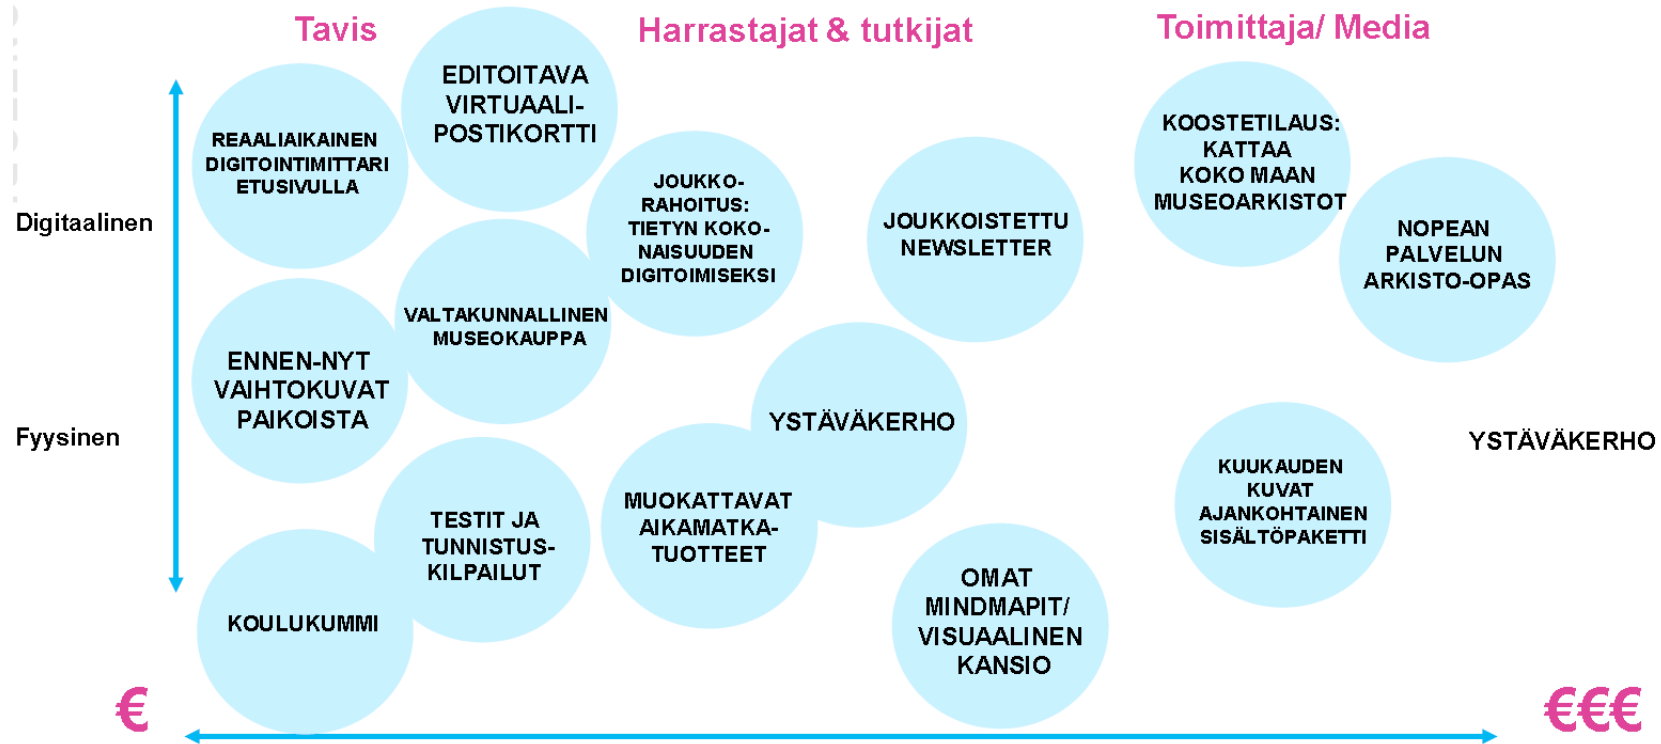 Tavis
Harrastajat & tutkijat
Toimittaja/ Media
EDITOITAVA
VIRTUAALI-
POSTIKORTTI
REAALIAIKAINEN
DIGITOINTIMITTARI
ETUSIVULLA
JOUKKO-
RAHOITUS:
TIETYN KOKO-
NAISUUDEN
DIGITOIMISEKSI
JOUKKOISTETTU
NEWSLETTER
KOOSTETILAUS:
KATTAA
KOKO MAAN
MUSEOARKISTOT
NOPEAN
PALVELUN
ARKISTO-OPAS
Digitaalinen
VALTAKUNNALLINEN
MUSEOKAUPPA
ENNEN-NYT
VAIHTOKUVAT
PAIKOISTA
YSTÄVÄKERHO
Fyysinen
YSTÄVÄKERHO
KUUKAUDEN
KUVAT
AJANKOHTAINEN
SISÄLTÖPAKETTI
TESTIT JA
TUNNISTUS-
KILPAILUT
MUOKATTAVAT
AIKAMATKA-
TUOTTEET
OMAT
MINDMAPIT/
VISUAALINEN
KANSIO
KOULUKUMMI
€
€€€